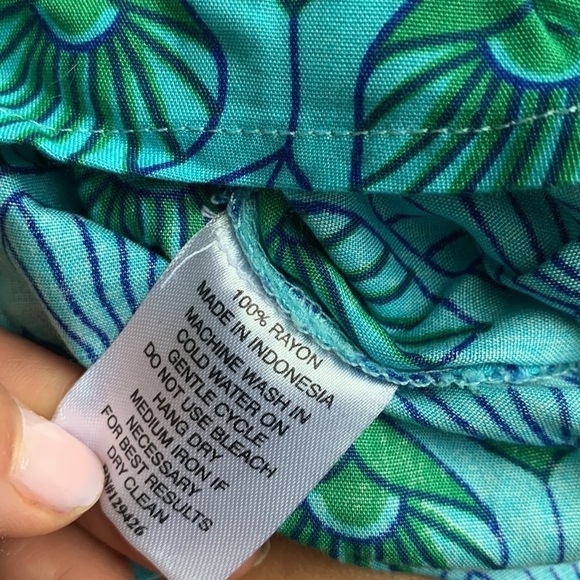 100% RAYON
MADE IN INDONESIA
MACHINE WASH IN
COLD WATER ON
GENTLE CYCLE
DO NOT USE BLEACH
HANG DRY
MEDIUM IRON IF
NECESSARY
FOR BEST RESULTS
DRY CLEAN